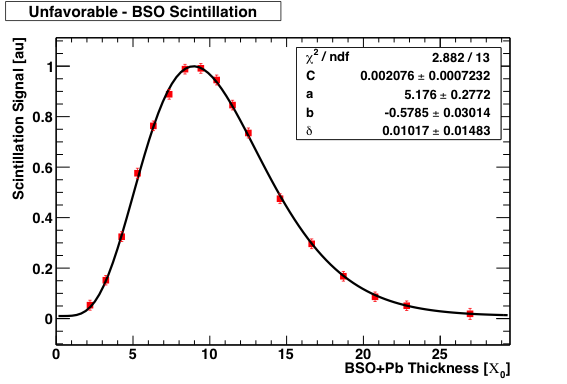 Unfavorable - BSO Scintillation
Scintillation Signal [au]
χ² / ndf 2.882 / 13
C 0.002076 ± 0.0007232
a 5.176 ± 0.2772
b -0.5785 ± 0.03014
δ 0.01017 ± 0.01483
1
0.8
0.6
0.4
0.2
0
0 5 10 15 20 25
BSO+Pb Thickness [X₀]